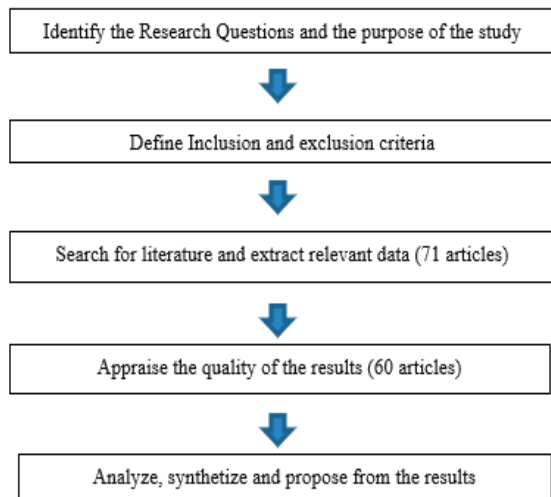 Identify the Research Questions and the purpose of the study
Define Inclusion and exclusion criteria
Search for literature and extract relevant data (71 articles)
Appraise the quality of the results (60 articles)
Analyze, synthetize and propose from the results